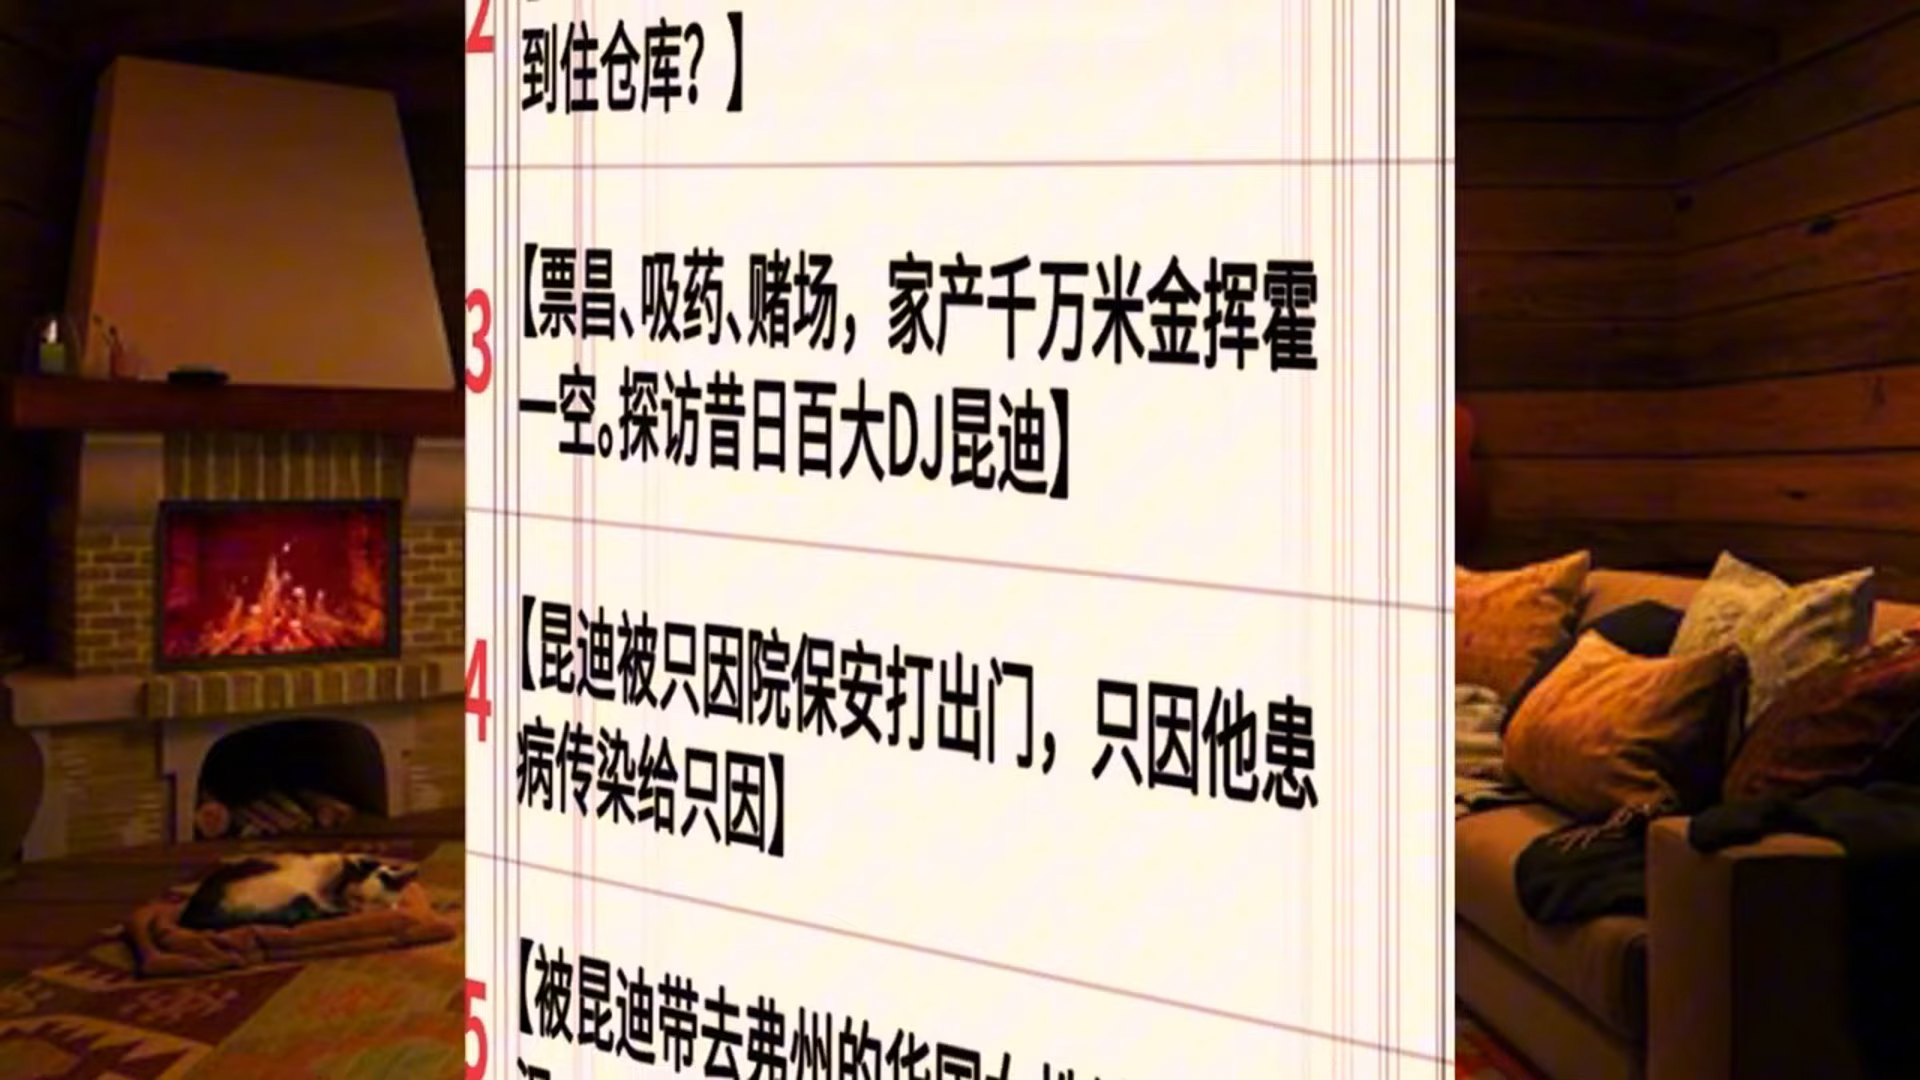 2
到住仓库？】
3
【票昌、吸药、赌场，家产千万米金挥霍
一空。探访昔日百大DJ昆迪】
4
【昆迪被只因院保安打出门，只因他患
病传染给只因】
5
【被昆迪带去弗州的华国女